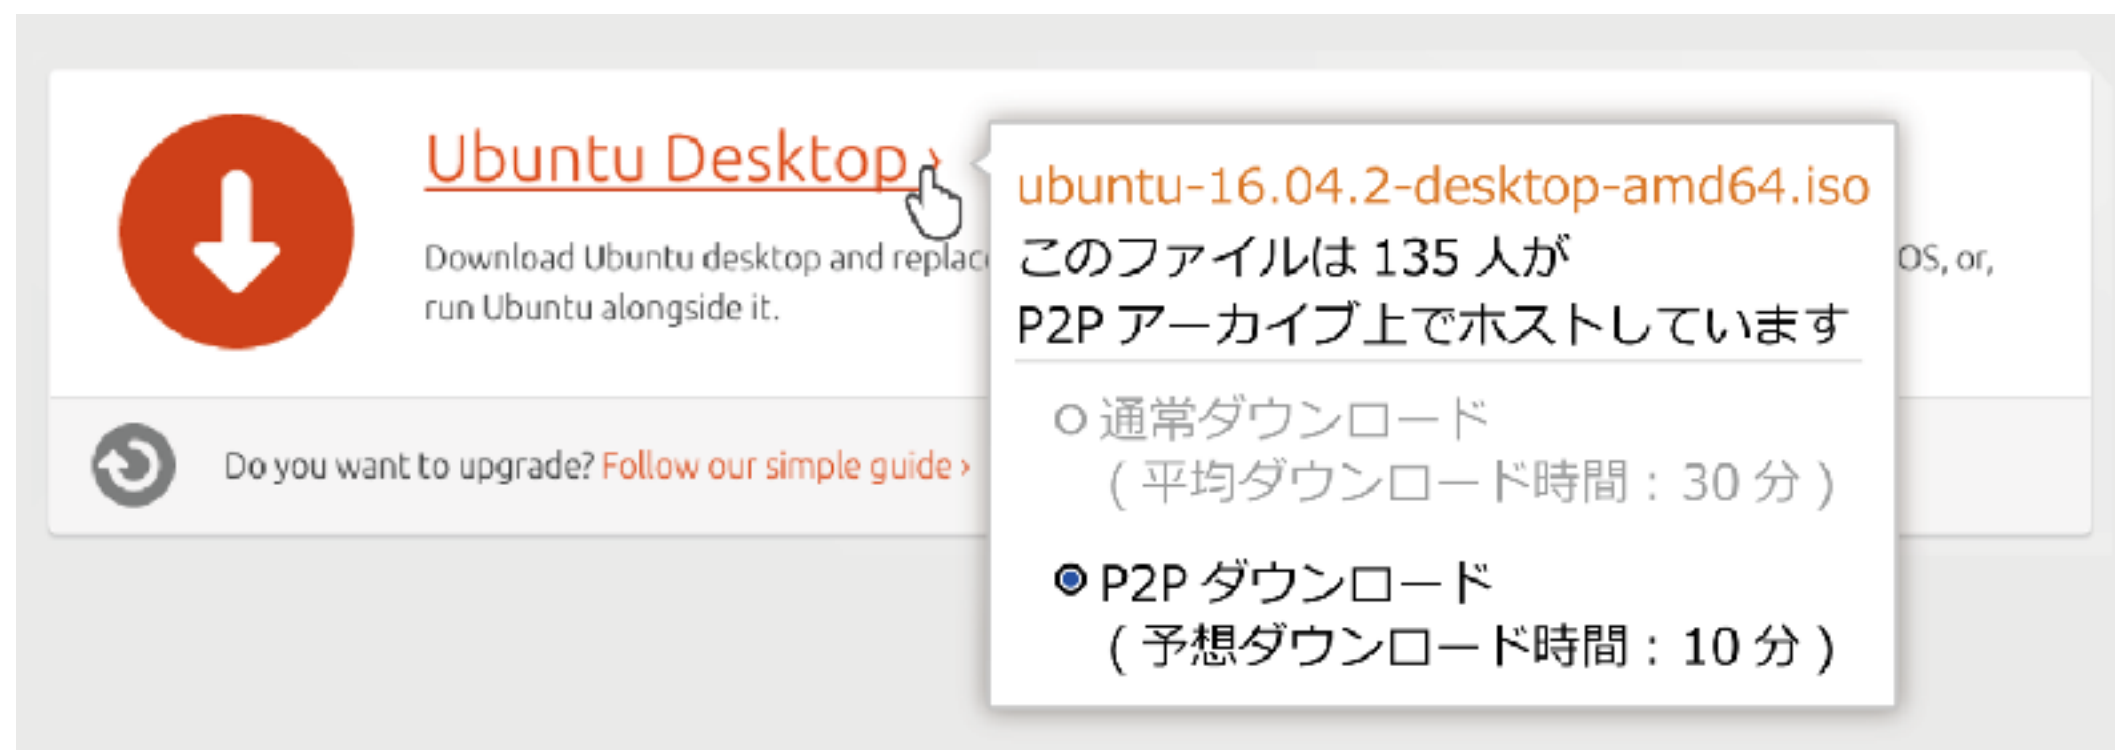 Ubuntu Desktop ›
Download Ubuntu desktop and replac
OS, or,
run Ubuntu alongside it.
Do you want to upgrade? Follow our simple guide ›
ubuntu-16.04.2-desktop-amd64.iso
このファイルは 135 人が
P2P アーカイブ上でホストしています
通常ダウンロード
( 平均ダウンロード時間 : 30 分 )
P2P ダウンロード
( 予想ダウンロード時間 : 10 分 )